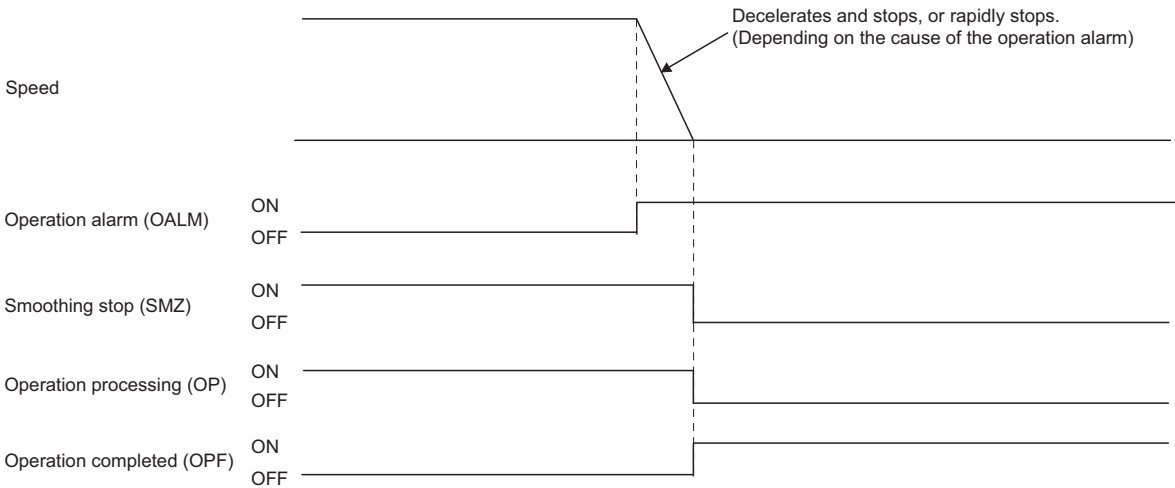 Decelerates and stops, or rapidly stops.
(Depending on the cause of the operation alarm)
Speed
Operation alarm (OALM)
ON
OFF
Smoothing stop (SMZ)
ON
OFF
Operation processing (OP)
ON
OFF
Operation completed (OPF)
ON
OFF